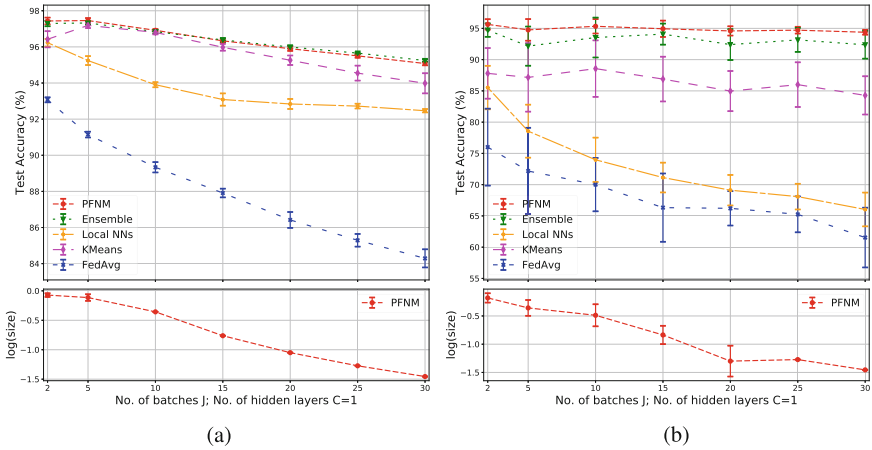 98
96
94
92
90
88
86
84
Test Accuracy (%)
PFNM
Ensemble
Local NNs
KMeans
FedAvg
0.0
−0.5
−1.0
−1.5
log(size)
PFNM
2 5 10 15 20 25 30
No. of batches J; No. of hidden layers C=1
(a)
95
90
85
80
75
70
65
60
55
Test Accuracy (%)
PFNM
Ensemble
Local NNs
KMeans
FedAvg
−0.5
−1.0
−1.5
log(size)
PFNM
2 5 10 15 20 25 30
No. of batches J; No. of hidden layers C=1
(b)